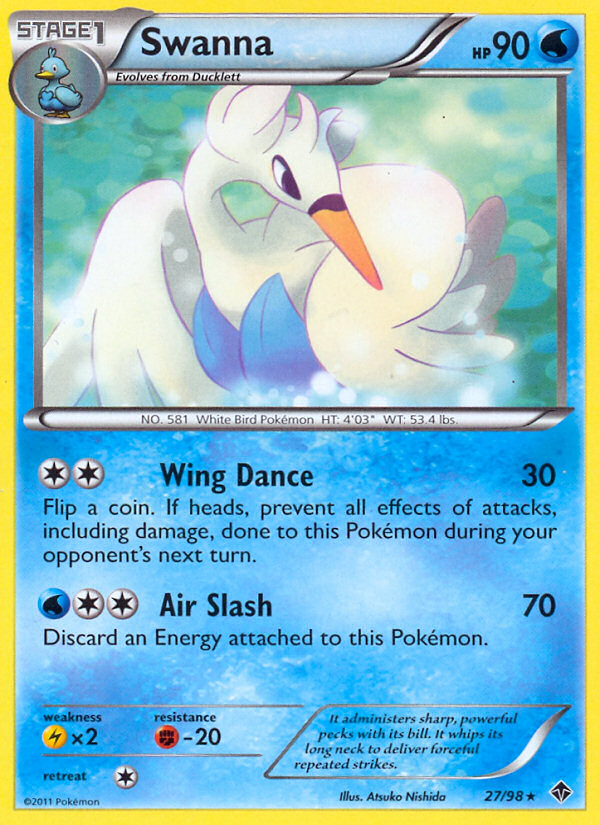 STAGE1
Swanna
HP 90
Evolves from Ducklett
NO. 581 White Bird Pokémon HT: 4'03" WT: 53.4 lbs.
Wing Dance 30
Flip a coin. If heads, prevent all effects of attacks,
including damage, done to this Pokémon during your
opponent's next turn.
Air Slash 70
Discard an Energy attached to this Pokémon.
weakness resistance
×2 -20
It administers sharp, powerful
pecks with its bill. It whips its
long neck to deliver forceful
repeated strikes.
retreat
©2011 Pokémon
Illus. Atsuko Nishida 27/98★